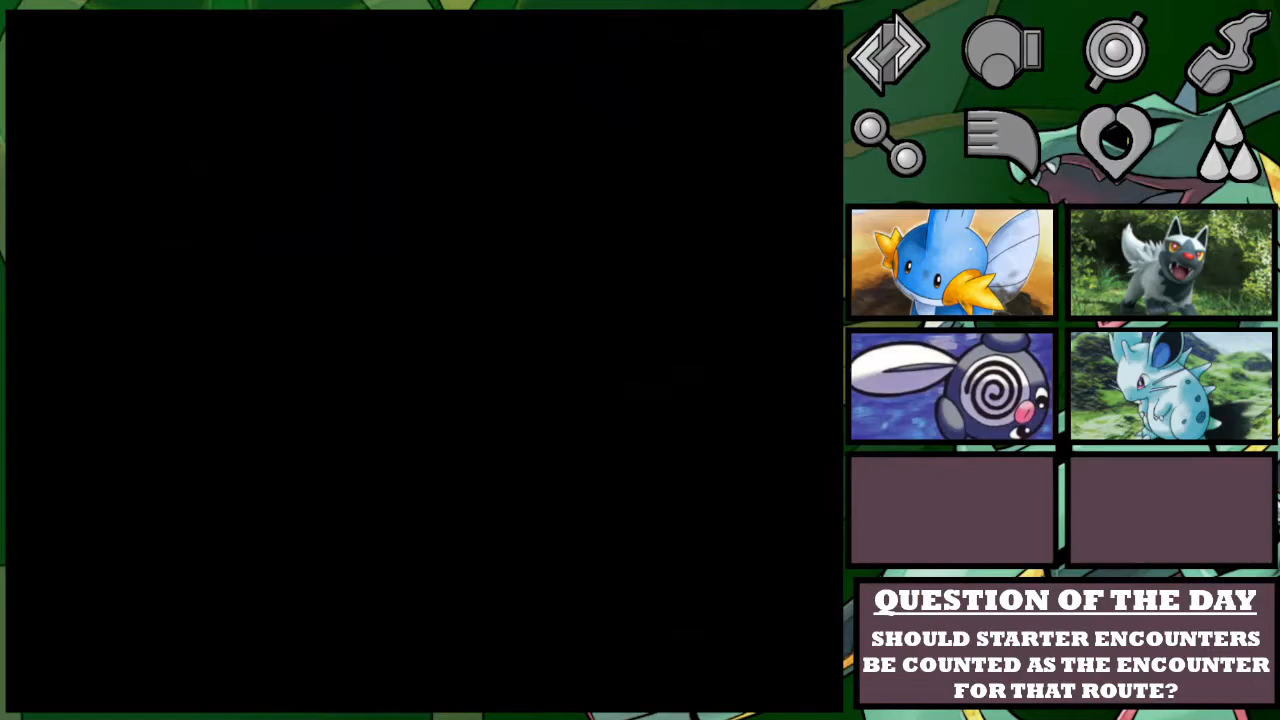 QUESTION OF THE DAY
SHOULD STARTER ENCOUNTERS
BE COUNTED AS THE ENCOUNTER
FOR THAT ROUTE?